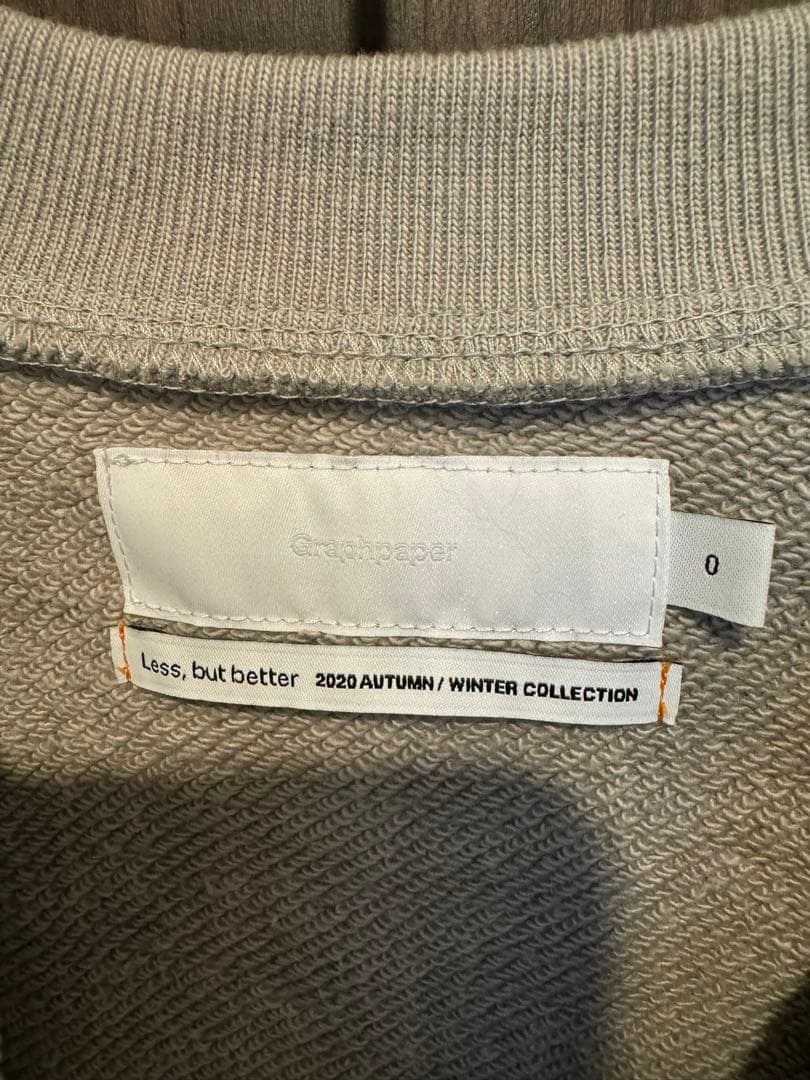 Graphpaper
0
Less, but better 2020 AUTUMN / WINTER COLLECTION